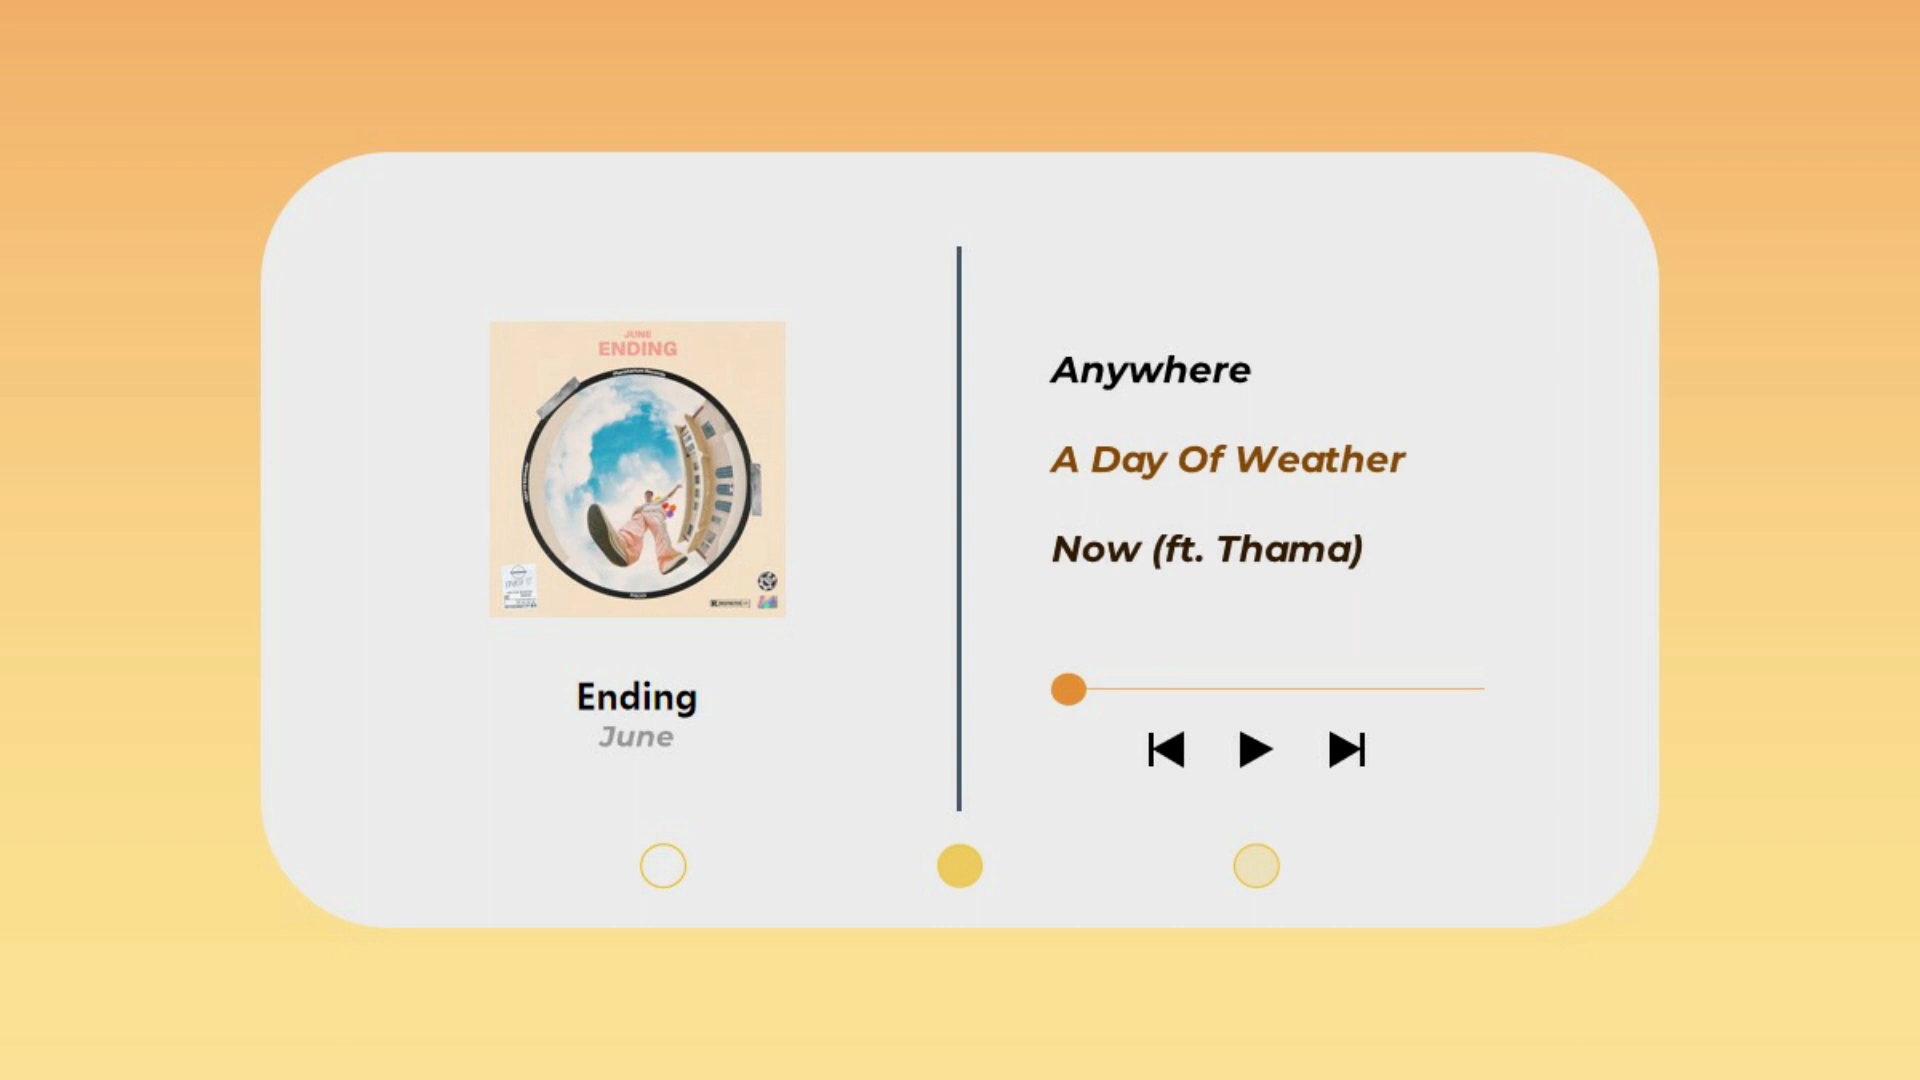 JUNE
ENDING
Ending
June
Anywhere
A Day Of Weather
Now (ft. Thama)